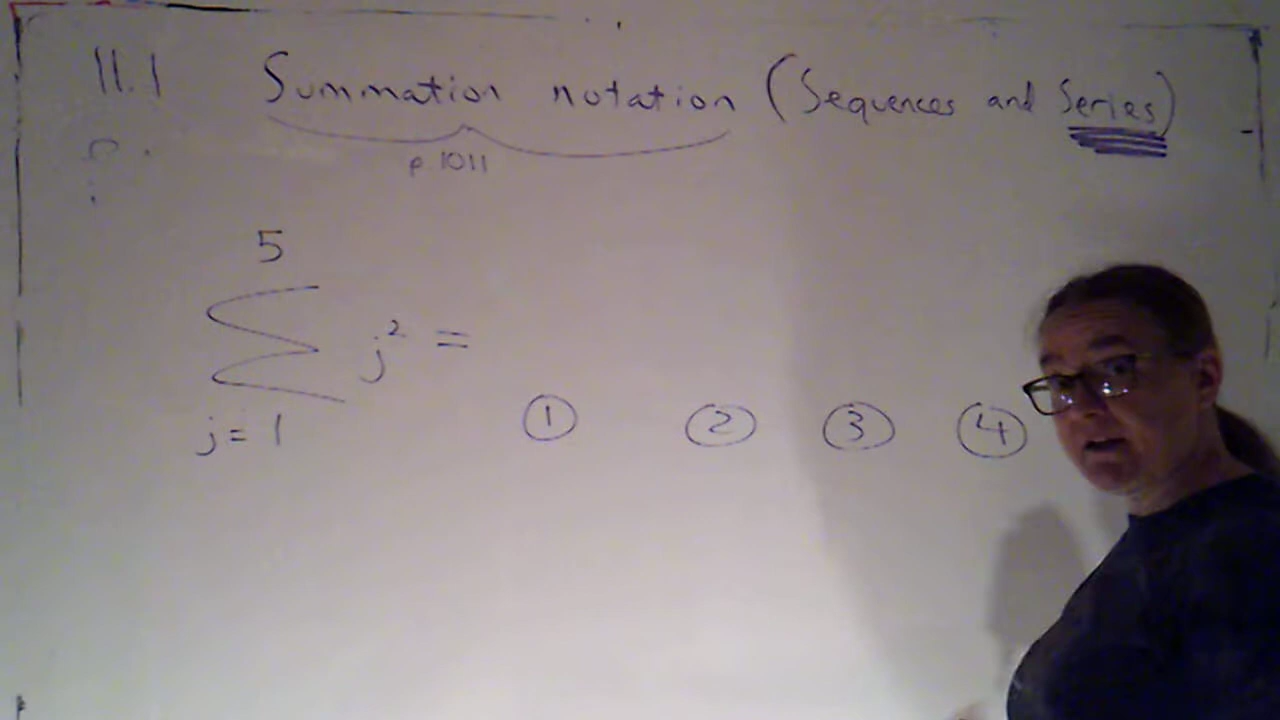 11.1 Summation notation (Sequences and Series)
p. 1011
5
∑ j² =
j = 1
① ② ③ ④